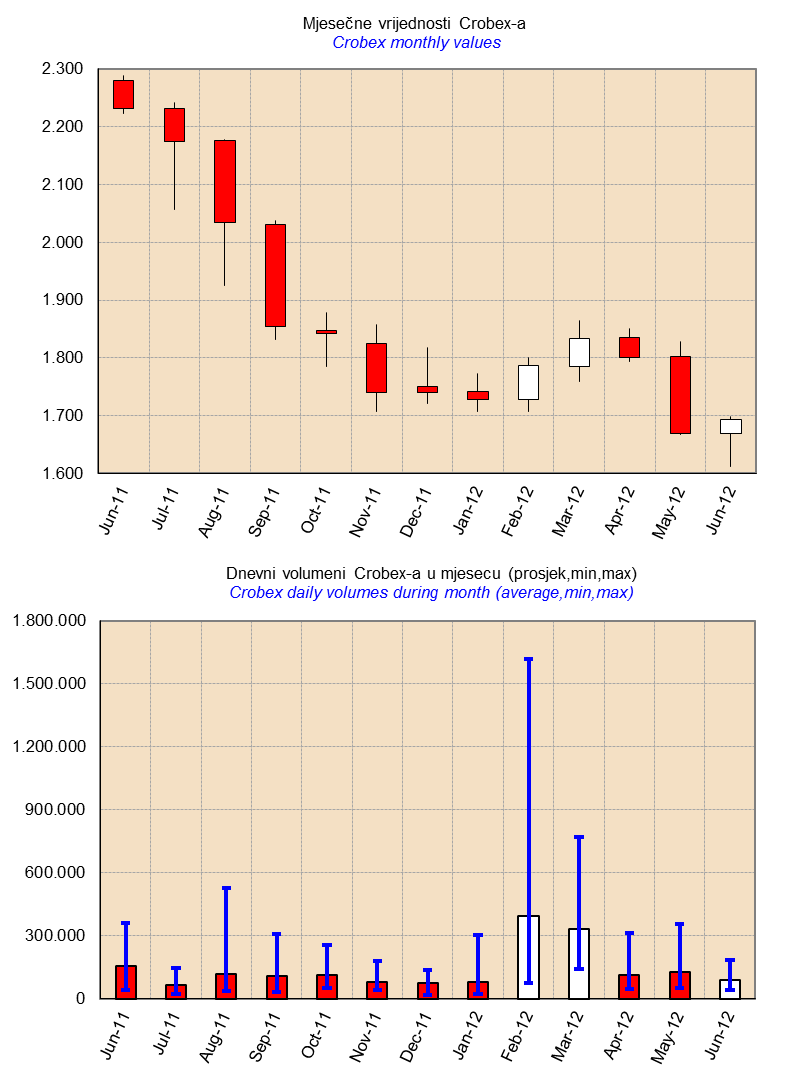 Mjesečne vrijednosti Crobex-a
Crobex monthly values
2.300
2.200
2.100
2.000
1.900
1.800
1.700
1.600
Jun-11
Jul-11
Aug-11
Sep-11
Oct-11
Nov-11
Dec-11
Jan-12
Feb-12
Mar-12
Apr-12
May-12
Jun-12
Dnevni volumeni Crobex-a u mjesecu (prosjek,min,max)
Crobex daily volumes during month (average,min,max)
1.800.000
1.500.000
1.200.000
900.000
600.000
300.000
0
Jun-11
Jul-11
Aug-11
Sep-11
Oct-11
Nov-11
Dec-11
Jan-12
Feb-12
Mar-12
Apr-12
May-12
Jun-12